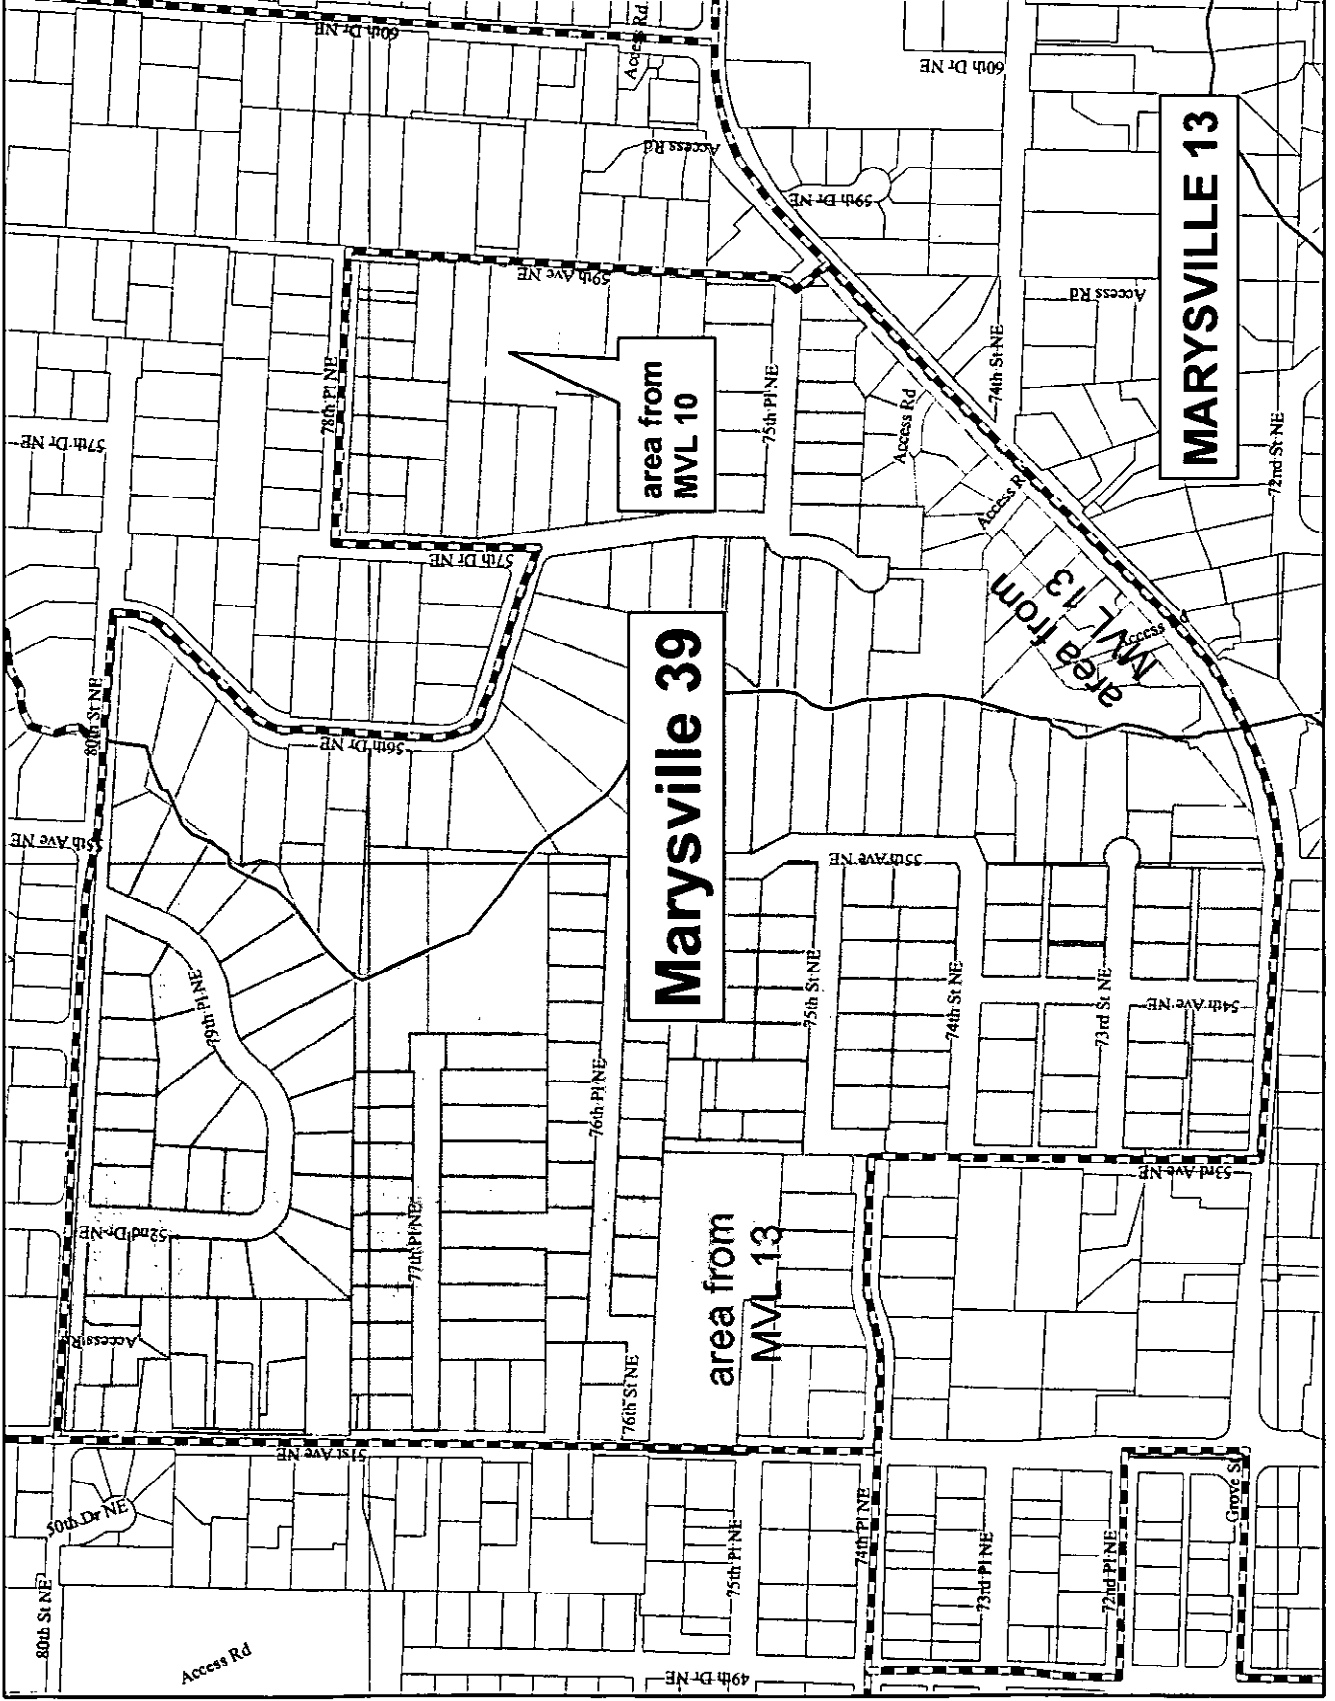 60th Dr NE
Access Rd
60th Dr NE
MARYSVILLE 13
Access Rd
59th Dr NE
59th Ave NE
Access Rd
78th Pl NE
area from
MVL 10
75th Pl NE
74th St NE
57th Dr NE
Access Rd
72nd St NE
57th Dr NE
Access R
area from
MVL 13
80th St NE
56th Dr NE
Marysville 39
55th Ave NE
55th Ave NE
79th Pl NE
75th St NE
74th St NE
73rd St NE
54th Ave NE
76th Pl NE
53rd Ave NE
52nd Dr NE
77th Pl NE
area from
MVL 13
Access Rd
76th St NE
51st Ave NE
50th Dr NE
Grove St
80th St NE
75th Pl NE
74th Pl NE
73rd Pl NE
72nd Pl NE
Access Rd
49th Dr NE